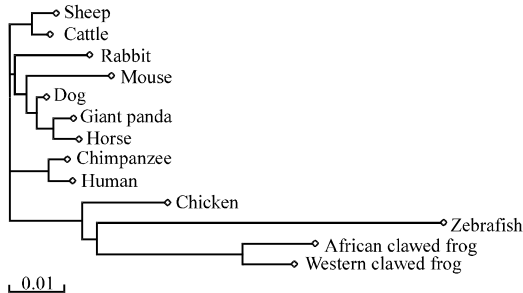 Sheep
Cattle
Rabbit
Mouse
Dog
Giant panda
Horse
Chimpanzee
Human
Chicken
Zebrafish
African clawed frog
Western clawed frog
0.01